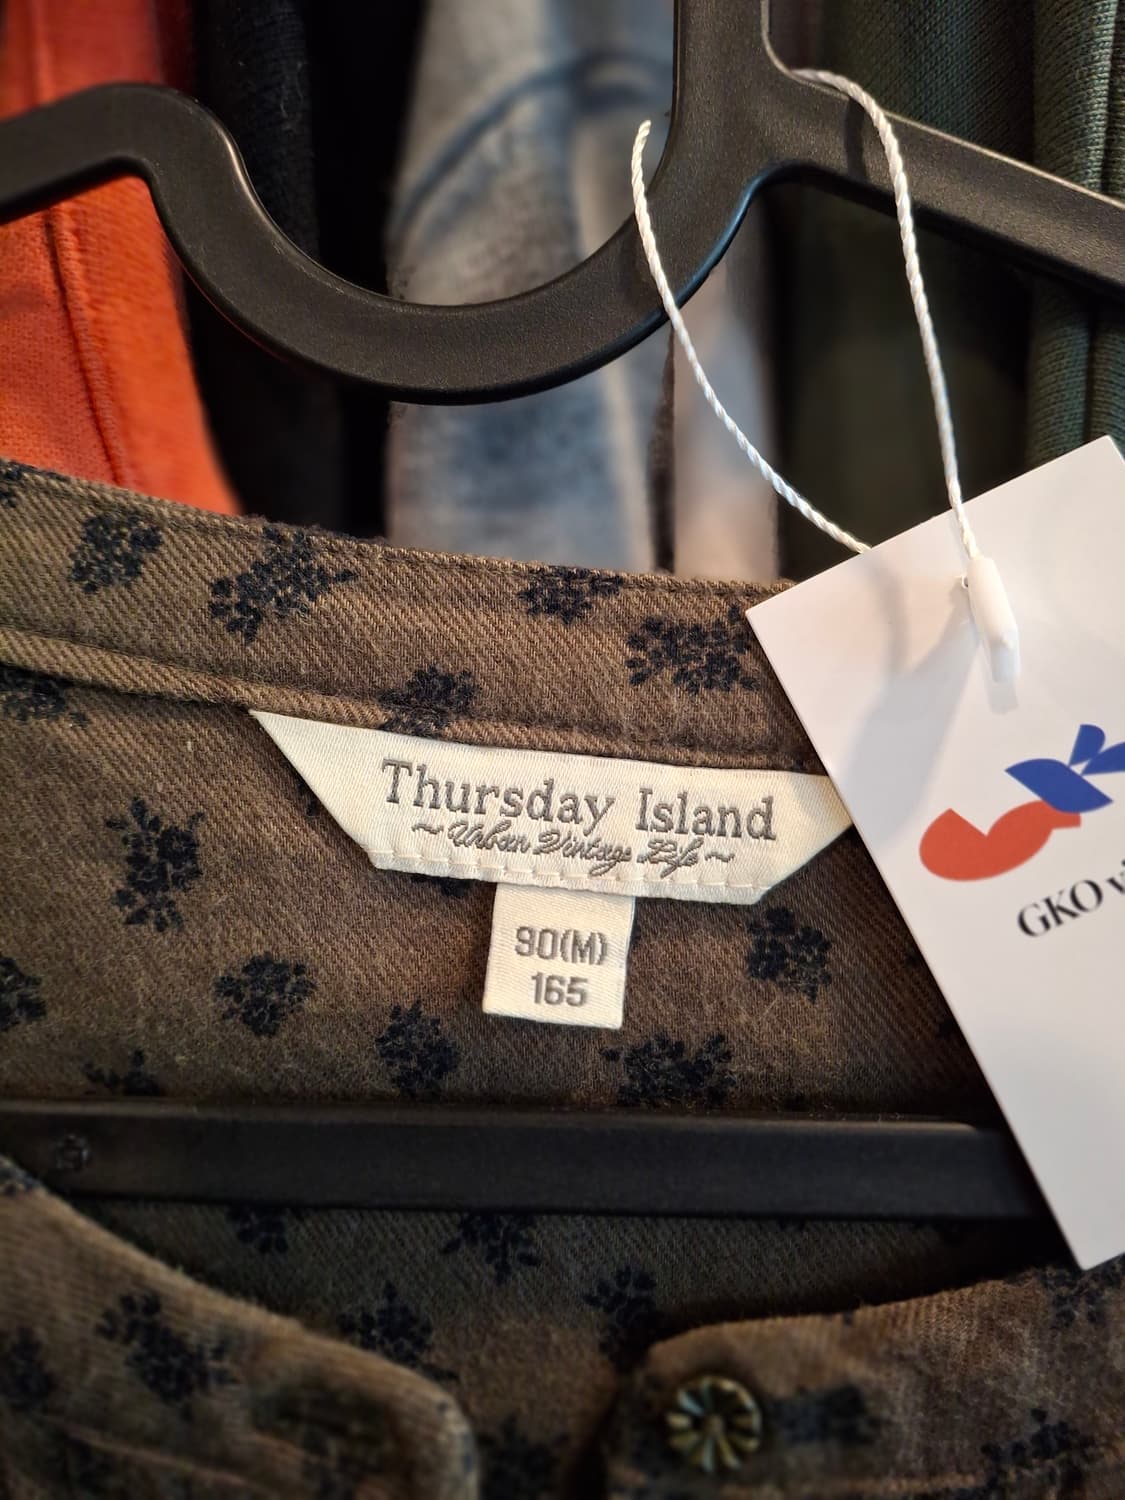 Thursday Island
~Urban Vintage Life~
90(M)
165
GKO